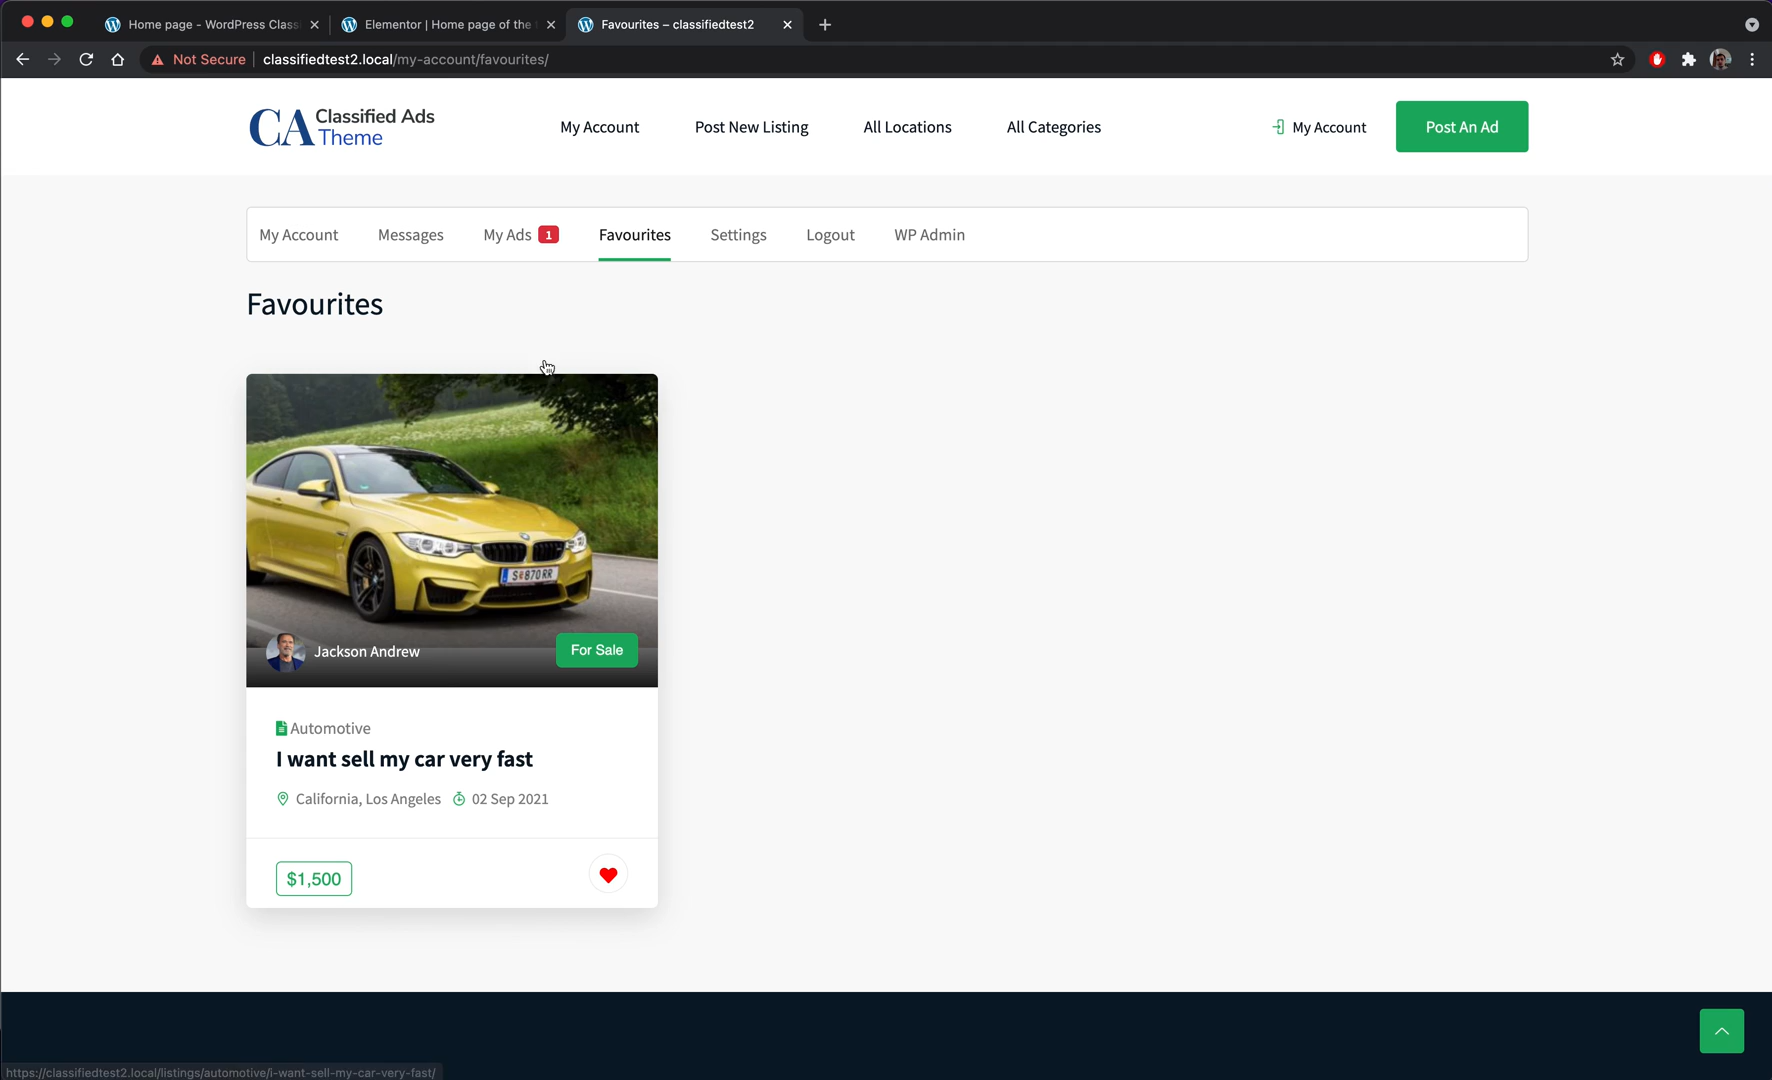 Home page - WordPress Class
Elementor | Home page of the
Favourites – classifiedtest2
Not Secure
classifiedtest2.local/my-account/favourites/
CA Classified Ads
Theme
My Account
Post New Listing
All Locations
All Categories
My Account
Post An Ad
My Account
Messages
My Ads 1
Favourites
Settings
Logout
WP Admin
Favourites
S 870 RR
Jackson Andrew
For Sale
Automotive
I want sell my car very fast
California, Los Angeles
02 Sep 2021
$1,500
https://classifiedtest2.local/listings/automotive/i-want-sell-my-car-very-fast/